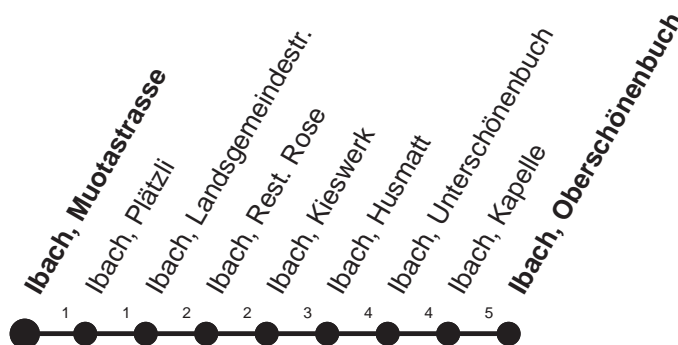 Ibach, Muotastrasse
Ibach, Plätzli
Ibach, Landsgemeindestr.
Ibach, Rest. Rose
Ibach, Kieswerk
Ibach, Husmatt
Ibach, Unterschönenbuch
Ibach, Kapelle
Ibach, Oberschönenbuch
1 1 2 2 3 4 4 5